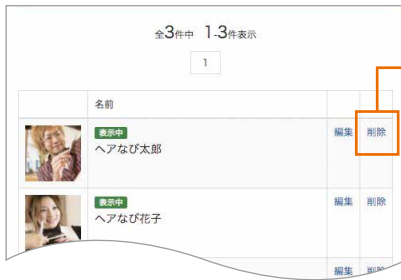 全3件中 1-3件表示
1
名前
表示中
編集 削除
ヘアなび太郎
表示中
編集 削除
ヘアなび花子
編集 削除